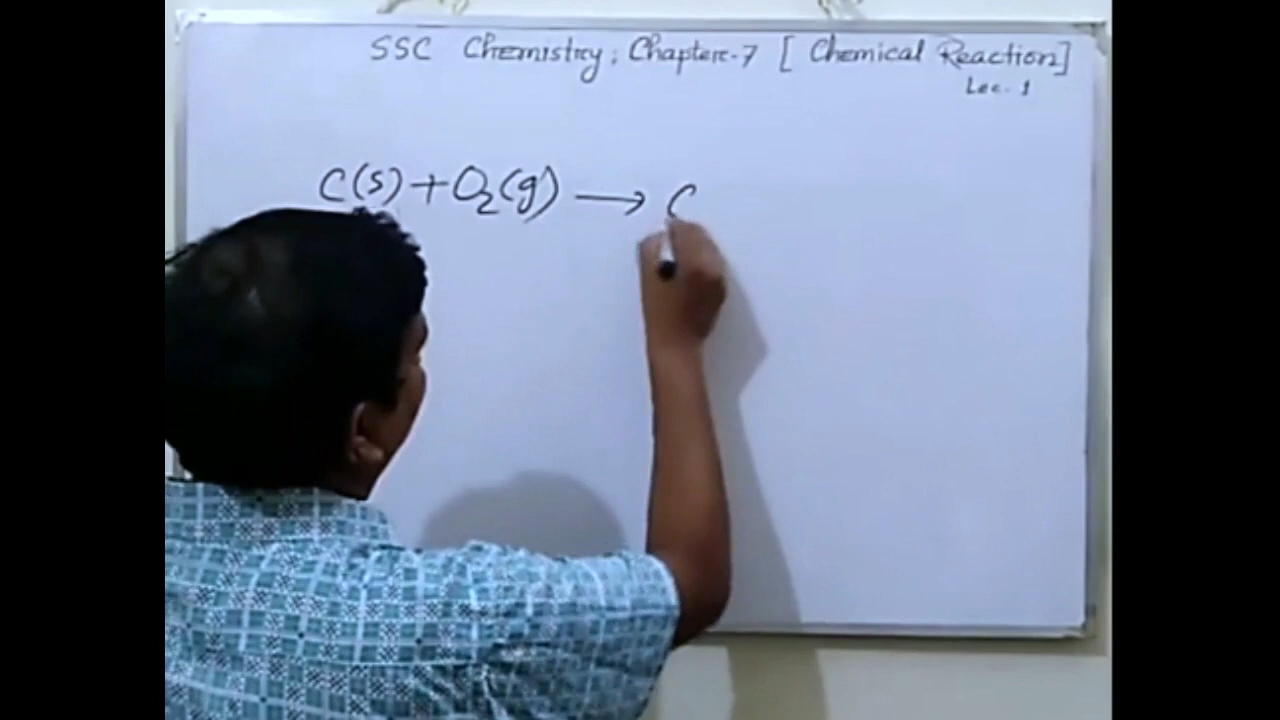 SSC Chemistry; Chapter-7 [Chemical Reaction]
Lec. 1
C(s) + O₂(g) ⟶ C